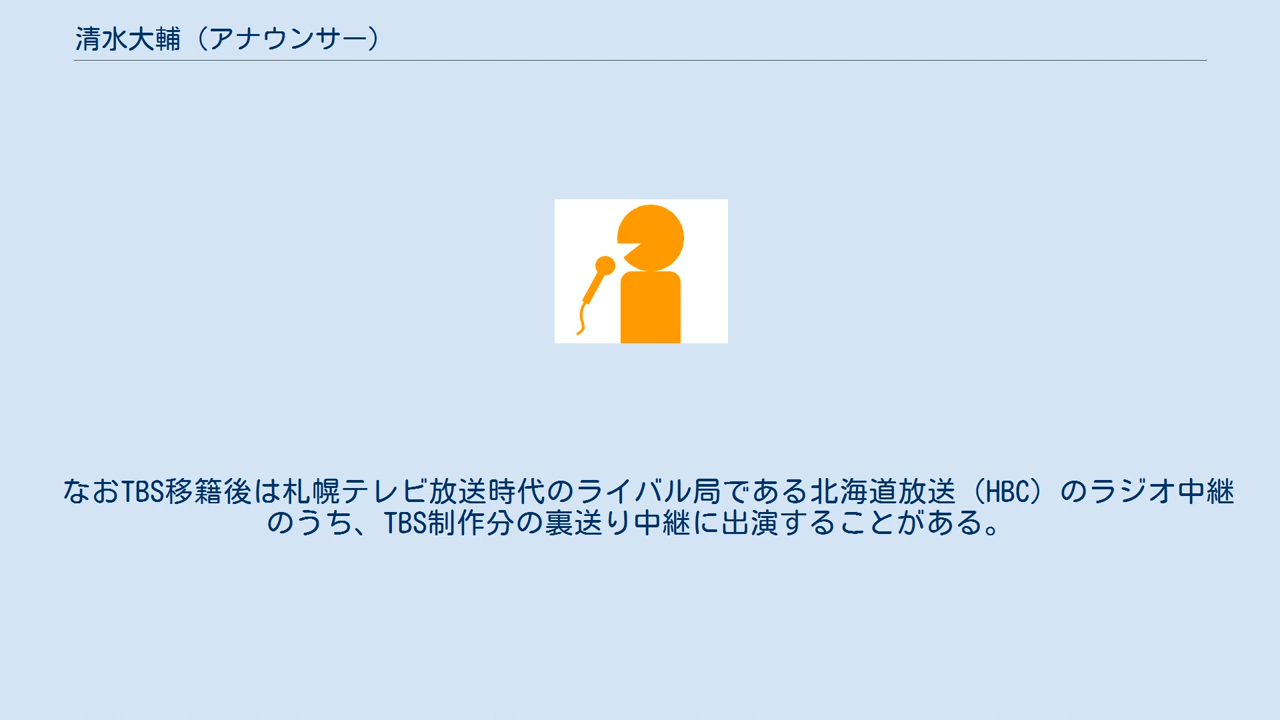 清水大輔（アナウンサー）
なおTBS移籍後は札幌テレビ放送時代のライバル局である北海道放送（HBC）のラジオ中継
のうち、TBS制作分の裏送り中継に出演することがある。